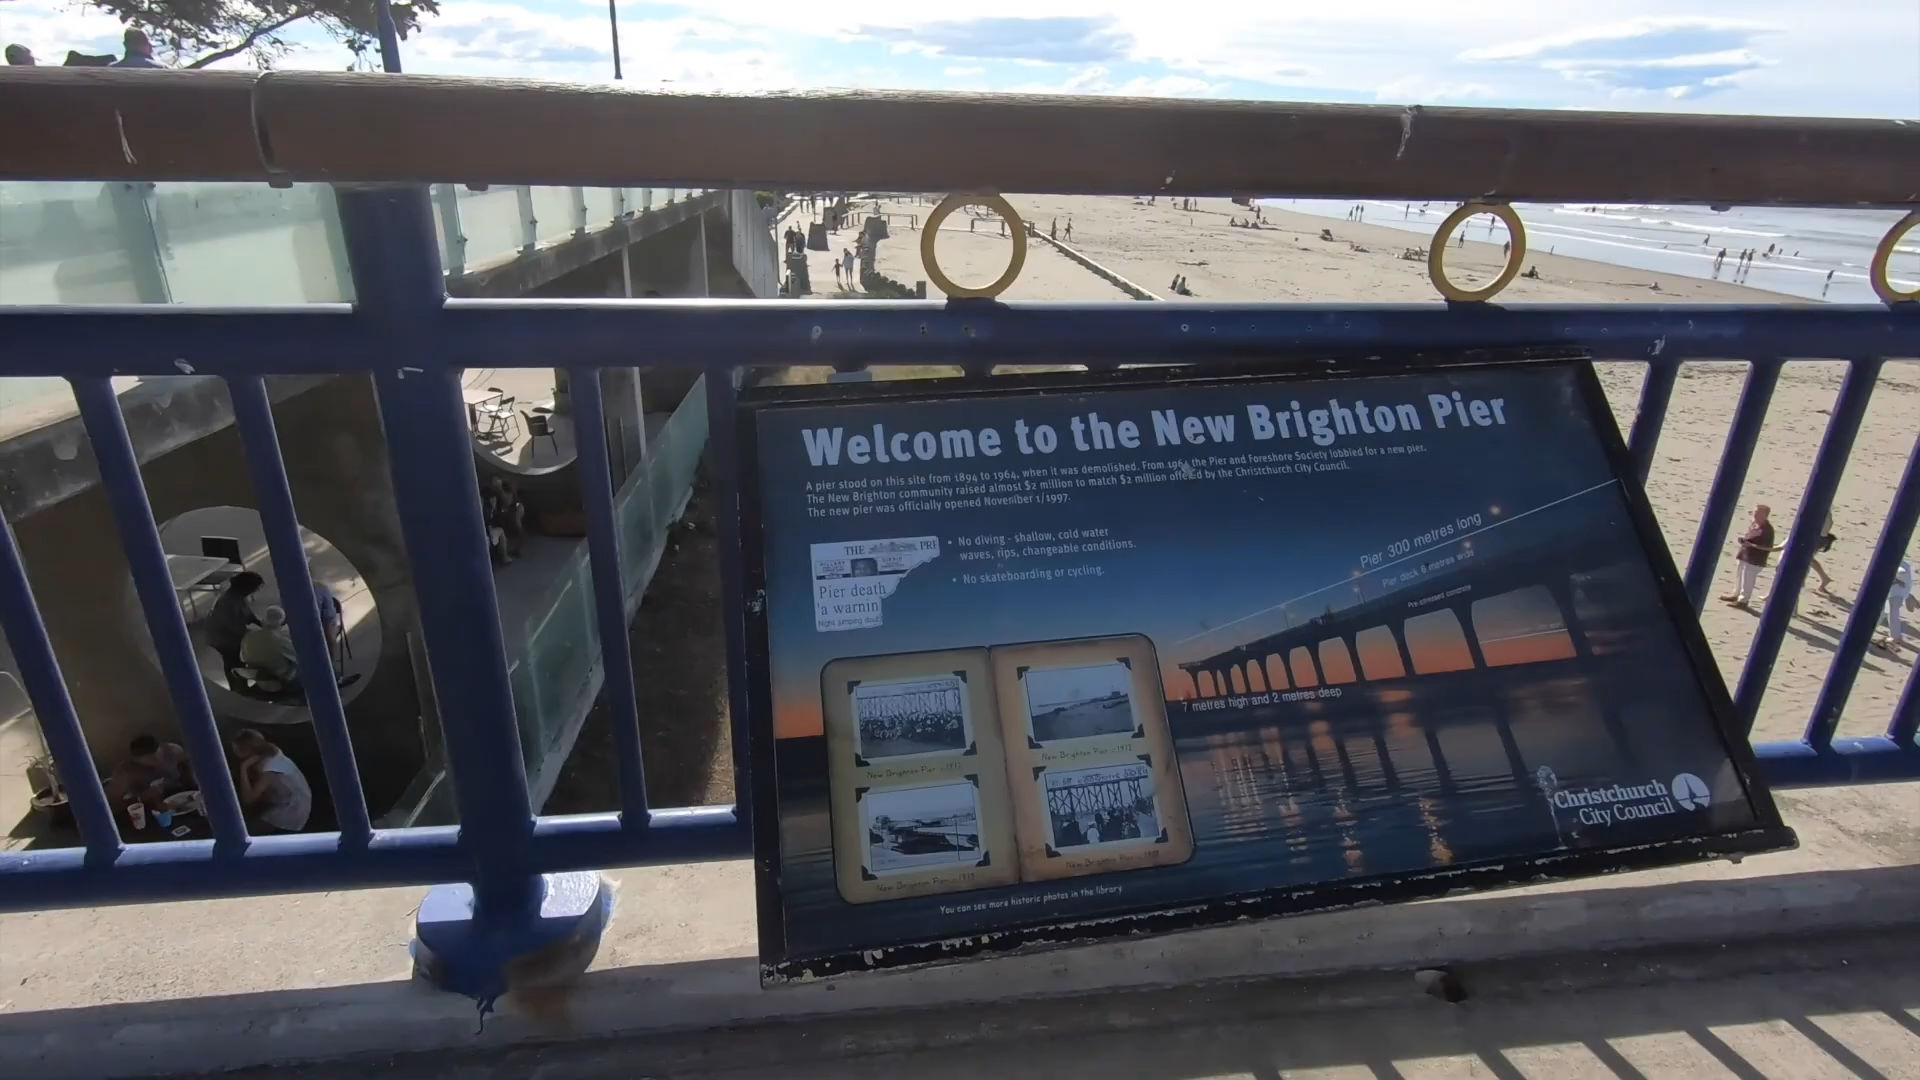 Welcome to the New Brighton Pier
A pier stood on this site from 1894 to 1964, when it was demolished. From 1964 the Pier and Foreshore Society lobbied for a new pier.
The New Brighton community raised almost $2 million to match $2 million offered by the Christchurch City Council.
The new pier was officially opened November 1/1997.
• No diving - shallow, cold water
waves, rips, changeable conditions.
• No skateboarding or cycling.
THE PRE
Pier death
'a warnin
Night jumping doub
Pier 300 metres long
Pier deck 6 metres wide
Pre-stressed concrete
7 metres high and 2 metres deep
New Brighton Pier
New Brighton Pier c.1912
New Brighton Pier
New Brighton Pier
You can see more historic photos in the library
Christchurch
City Council